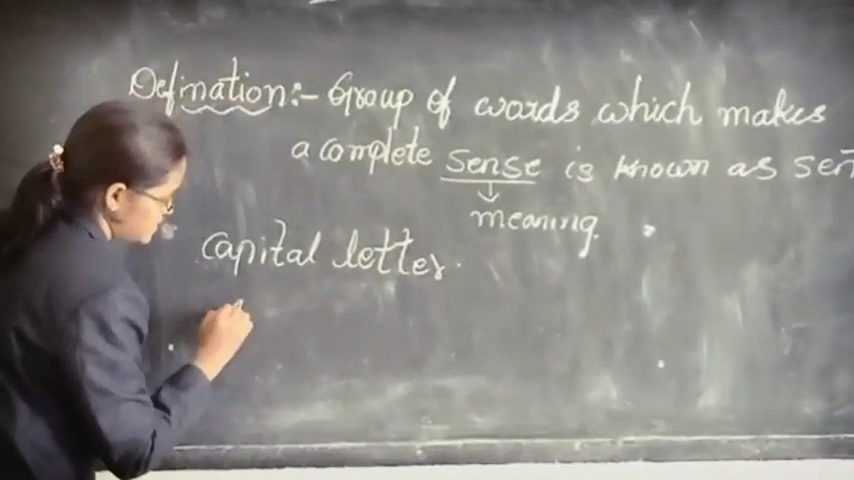 Defination:- Group of words which makes
a complete sense is known as sen
meaning.
capital letter.